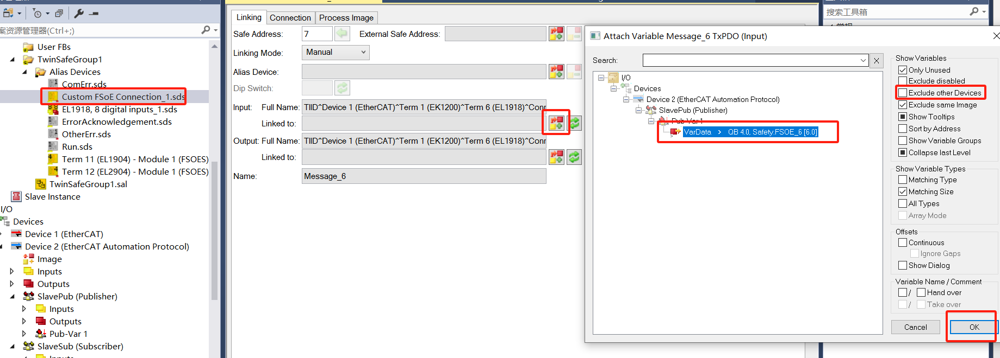 案资源管理器(Ctrl+;)
User FBs
TwinSafeGroup1
Alias Devices
ComErr.sds
Custom FSoE Connection_1.sds
EL1918, 8 digital inputs_1.sds
ErrorAcknowledgement.sds
OtherErr.sds
Run.sds
Term 11 (EL1904) - Module 1 (FSOES)
Term 12 (EL2904) - Module 1 (FSOES)
TwinSafeGroup1.sal
Slave Instance
I/O
Devices
Device 1 (EtherCAT)
Device 2 (EtherCAT Automation Protocol)
Image
Inputs
Outputs
SlavePub (Publisher)
Inputs
Outputs
Pub-Var 1
SlaveSub (Subscriber)
Inputs
Linking
Connection
Process Image
Safe Address:
7
External Safe Address:
Linking Mode:
Manual
Alias Device:
Dip Switch:
Input:
Full Name:
TIID^Device 1 (EtherCAT)^Term 1 (EK1200)^Term 6 (EL1918)^Conr
Linked to:
Output:
Full Name:
TIID^Device 1 (EtherCAT)^Term 1 (EK1200)^Term 6 (EL1918)^Conr
Linked to:
Name:
Message_6
搜索工具箱
常规
Attach Variable Message_6 TxPDO (Input)
Search:
I/O
Devices
Device 2 (EtherCAT Automation Protocol)
SlavePub (Publisher)
Pub-Var 1
VarData > QB 4.0, Safety.FSOE_6 [6.0]
Show Variables
Only Unused
Exclude disabled
Exclude other Devices
Exclude same Image
Show Tooltips
Sort by Address
Show Variable Groups
Collapse last Level
Show Variable Types
Matching Type
Matching Size
All Types
Array Mode
Offsets
Continuous
Ignore Gaps
Show Dialog
Variable Name / Comment
/ Hand over
/ Take over
Cancel
OK